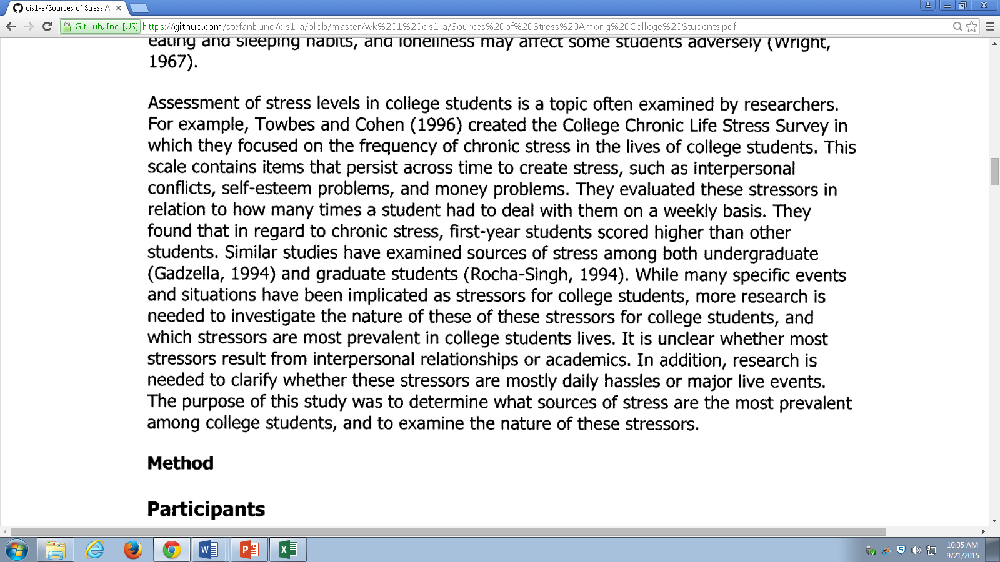 cis1-a/Sources of Stress A
GitHub, Inc. [US] https://github.com/stefanbund/cis1-a/blob/master/wk%201%20cis1-a/Sources%20of%20Stress%20Among%20College%20Students.pdf
eating and sleeping habits, and loneliness may affect some students adversely (Wright,
1967).
Assessment of stress levels in college students is a topic often examined by researchers.
For example, Towbes and Cohen (1996) created the College Chronic Life Stress Survey in
which they focused on the frequency of chronic stress in the lives of college students. This
scale contains items that persist across time to create stress, such as interpersonal
conflicts, self-esteem problems, and money problems. They evaluated these stressors in
relation to how many times a student had to deal with them on a weekly basis. They
found that in regard to chronic stress, first-year students scored higher than other
students. Similar studies have examined sources of stress among both undergraduate
(Gadzella, 1994) and graduate students (Rocha-Singh, 1994). While many specific events
and situations have been implicated as stressors for college students, more research is
needed to investigate the nature of these of these stressors for college students, and
which stressors are most prevalent in college students lives. It is unclear whether most
stressors result from interpersonal relationships or academics. In addition, research is
needed to clarify whether these stressors are mostly daily hassles or major live events.
The purpose of this study was to determine what sources of stress are the most prevalent
among college students, and to examine the nature of these stressors.
Method
Participants
10:35 AM
9/21/2015